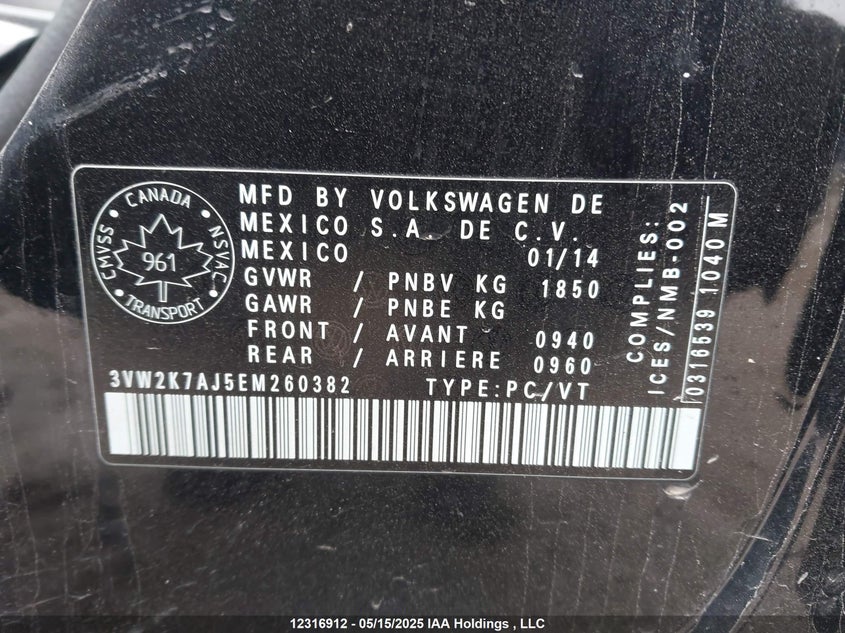 CANADA
CMVSS
NSVAC
961
TRANSPORT
MFD BY VOLKSWAGEN DE
MEXICO S.A. DE C.V.
MEXICO 01/14
GVWR / PNBV KG 1850
GAWR / PNBE KG
FRONT / AVANT 0940
REAR / ARRIERE 0960
3VW2K7AJ5EM260382 TYPE:PC/VT
COMPLIES:
ICES/NMB-002
0316539 1040 M
12316912 - 05/15/2025 IAA Holdings , LLC